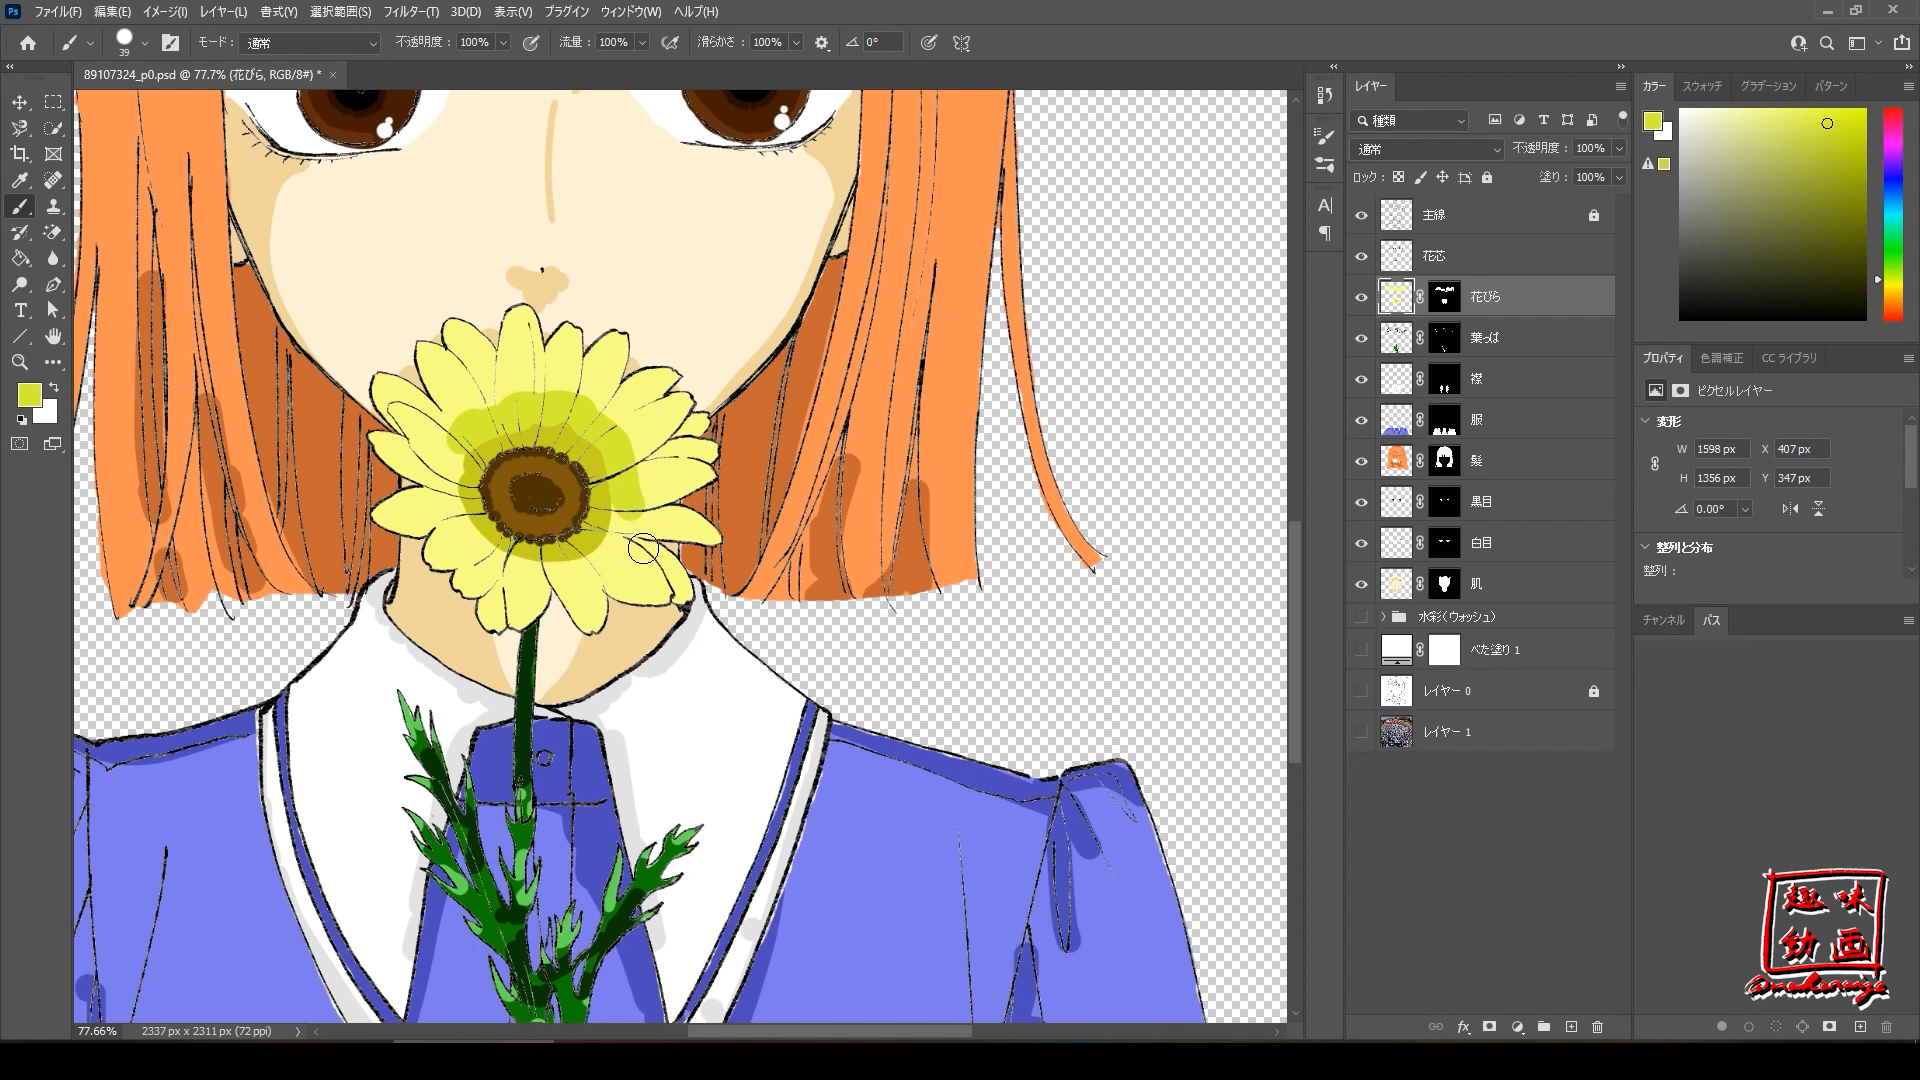 Ps ファイル(F) 編集(E) イメージ(I) レイヤー(L) 書式(Y) 選択範囲(S) フィルター(T) 3D(D) 表示(V) プラグイン ウィンドウ(W) ヘルプ(H)
39 モード： 通常 不透明度： 100% 流量： 100% 滑らかさ： 100% 0°
89107324_p0.psd @ 77.7% (花びら, RGB/8#) *
レイヤー
種類
通常 不透明度： 100%
ロック： 塗り： 100%
主線
花芯
花びら
葉っぱ
襟
服
髪
黒目
白目
肌
水彩（ウォッシュ）
べた塗り 1
レイヤー 0
レイヤー 1
カラー スウォッチ グラデーション パターン
プロパティ 色調補正 CC ライブラリ
ピクセルレイヤー
変形
W 1598 px X 407 px
H 1356 px Y 347 px
0.00°
整列と分布
整列：
チャンネル パス
趣味
幼画
77.66% 2337 px x 2311 px (72 ppi)